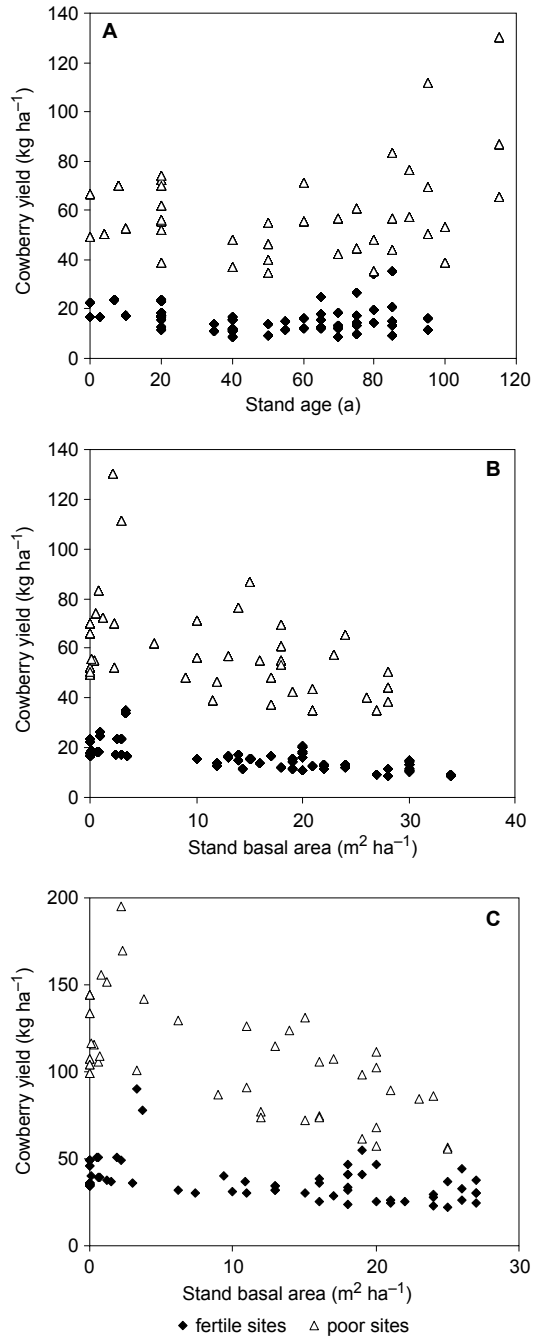 A
Cowberry yield (kg ha⁻¹)
140
120
100
80
60
40
20
0
0 20 40 60 80 100 120
Stand age (a)
B
Cowberry yield (kg ha⁻¹)
140
120
100
80
60
40
20
0
0 10 20 30 40
Stand basal area (m² ha⁻¹)
C
Cowberry yield (kg ha⁻¹)
200
150
100
50
0
0 10 20 30
Stand basal area (m² ha⁻¹)
fertile sites poor sites